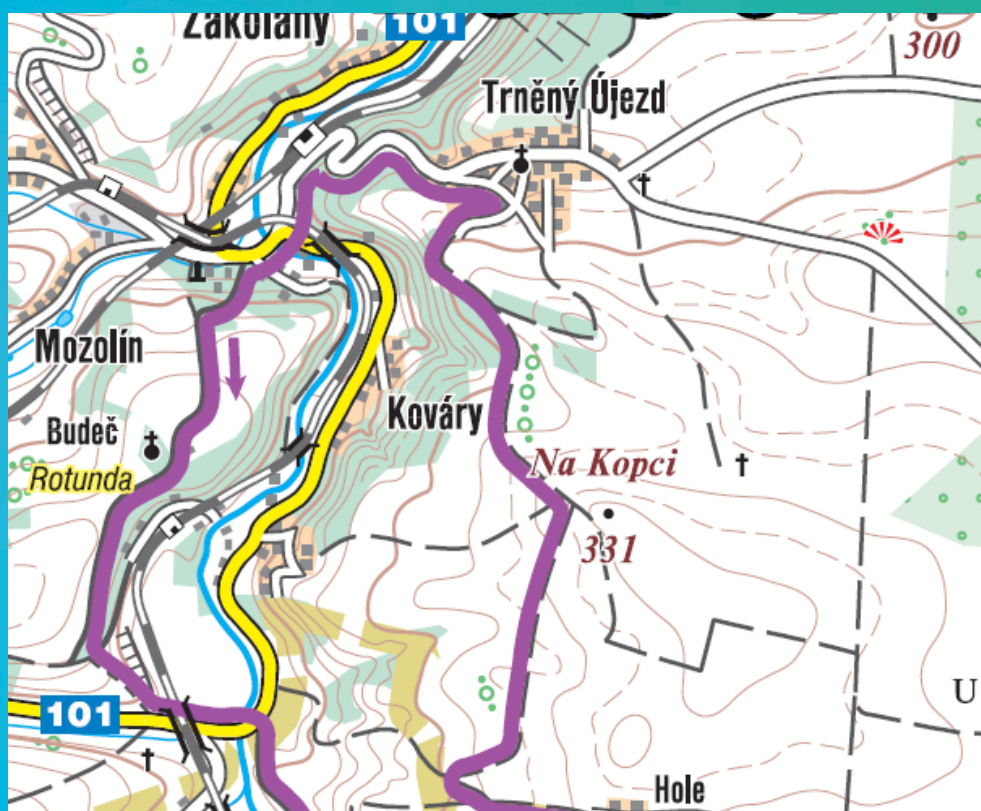 Zákolany
101
300
Trněný Újezd
Mozolín
Kováry
Budeč
Rotunda
Na Kopci
331
U
101
Hole